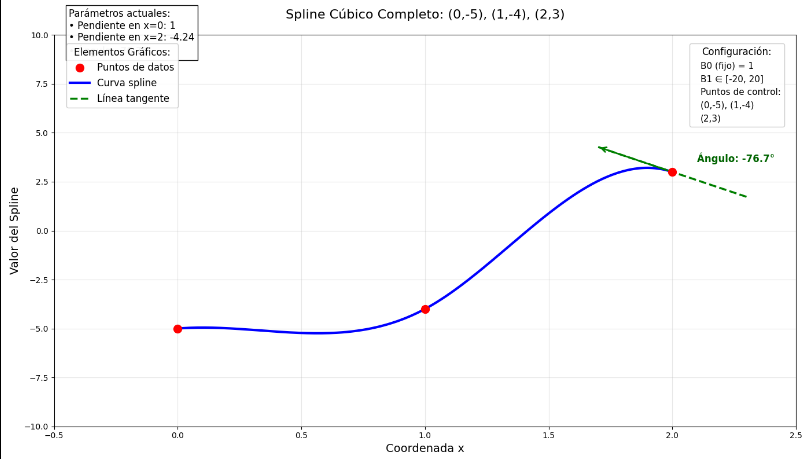 Spline Cúbico Completo: (0,-5), (1,-4), (2,3)
Parámetros actuales:
• Pendiente en x=0: 1
• Pendiente en x=2: -4.24
Elementos Gráficos:
Puntos de datos
Curva spline
Línea tangente
Configuración:
B0 (fijo) = 1
B1 ∈ [-20, 20]
Puntos de control:
(0,-5), (1,-4)
(2,3)
Ángulo: -76.7°
Valor del Spline
10.0
7.5
5.0
2.5
0.0
−2.5
−5.0
−7.5
−10.0
−0.5 0.0 0.5 1.0 1.5 2.0 2.5
Coordenada x